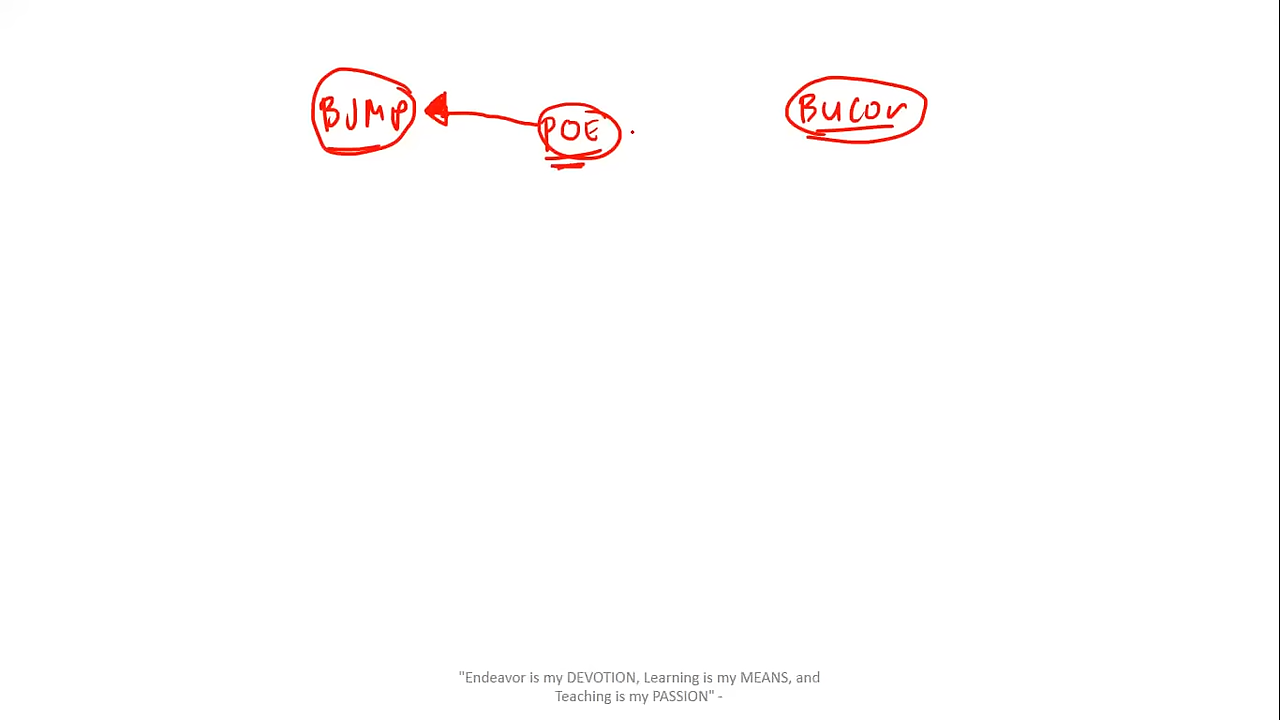 BJMP
POE
BUCOr
"Endeavor is my DEVOTION, Learning is my MEANS, and
Teaching is my PASSION" -